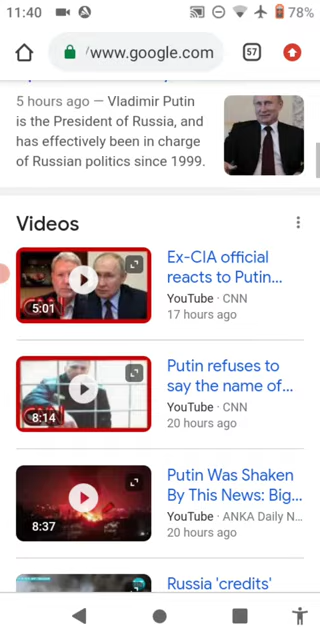 11:40
78%
/www.google.com
57
5 hours ago — Vladimir Putin
is the President of Russia, and
has effectively been in charge
of Russian politics since 1999.
Videos
Ex-CIA official
reacts to Putin...
YouTube · CNN
17 hours ago
CNN
5:01
Putin refuses to
say the name of...
YouTube · CNN
20 hours ago
CNN
8:14
Putin Was Shaken
By This News: Big...
YouTube · ANKA Daily N...
20 hours ago
8:37
Russia 'credits'